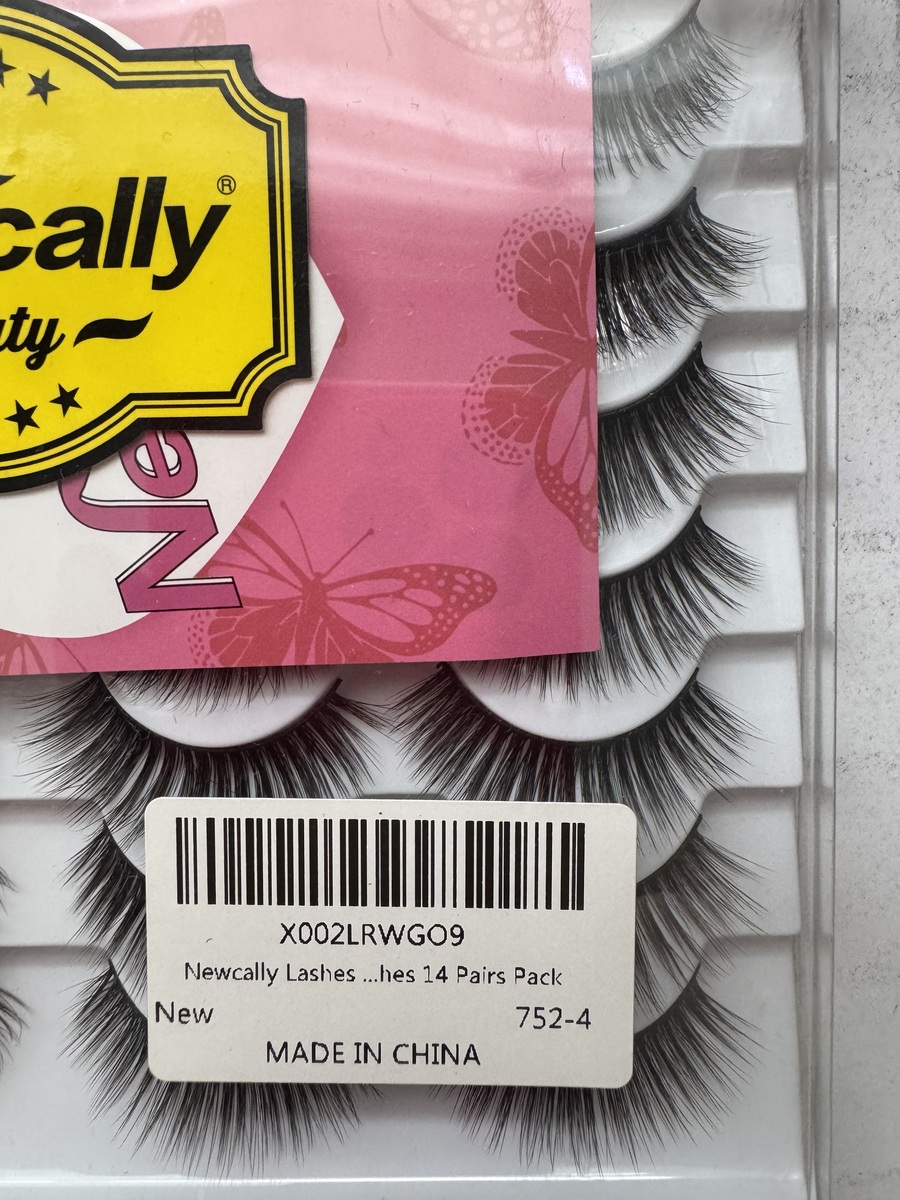 cally®
uty
Ne
X002LRWGO9
Newcally Lashes ...hes 14 Pairs Pack
New 752-4
MADE IN CHINA